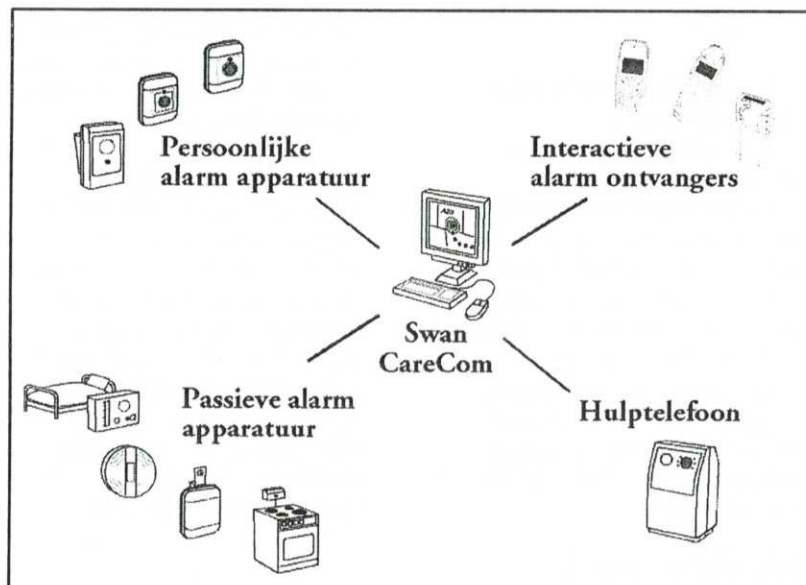 Persoonlijke
alarm apparatuur
Interactieve
alarm ontvangers
Swan
CareCom
Passieve alarm
apparatuur
Hulptelefoon